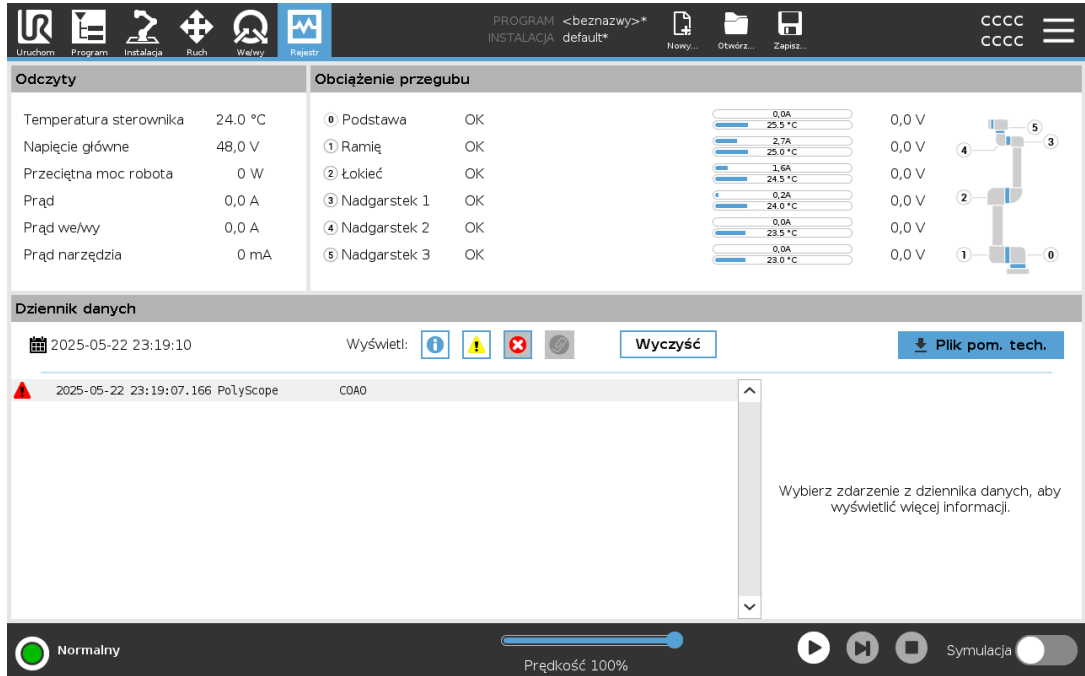 PROGRAM <beznazwy>*
INSTALACJA default*
CCCC
CCCC
Uruchom Program Instalacja Ruch We/wy Rejestr Nowy... Otwórz... Zapisz...
Odczyty
Temperatura sterownika 24.0 °C
Napięcie główne 48,0 V
Przeciętna moc robota 0 W
Prąd 0,0 A
Prąd we/wy 0,0 A
Prąd narzędzia 0 mA
Obciążenie przegubu
0 Podstawa OK 0,0A 25.5 °C 0,0 V
1 Ramię OK 2,7A 25.0 °C 0,0 V
2 Łokieć OK 1,6A 24.5 °C 0,0 V
3 Nadgarstek 1 OK 0,2A 24.0 °C 0,0 V
4 Nadgarstek 2 OK 0,0A 23.5 °C 0,0 V
5 Nadgarstek 3 OK 0,0A 23.0 °C 0,0 V
5
3
4
2
1 0
Dziennik danych
2025-05-22 23:19:10 Wyświetl: Wyczyść Plik pom. tech.
2025-05-22 23:19:07.166 PolyScope C0A0
Wybierz zdarzenie z dziennika danych, aby
wyświetlić więcej informacji.
Normalny
Prędkość 100%
Symulacja